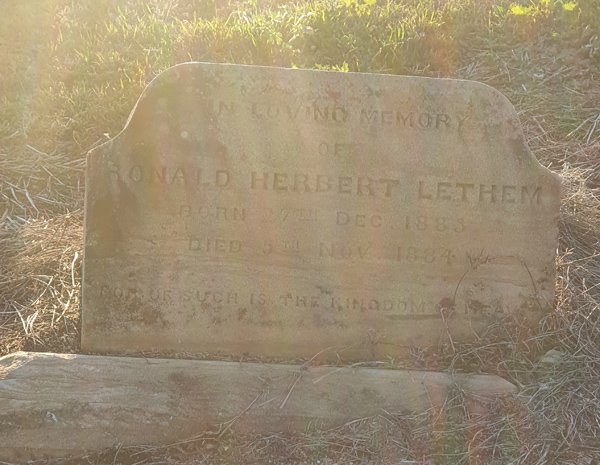 IN LOVING MEMORY
OF
RONALD HERBERT LETHEM
BORN DEC. 1883
DIED 5TH NOV. 1884
FOR OF SUCH IS THE KINGDOM